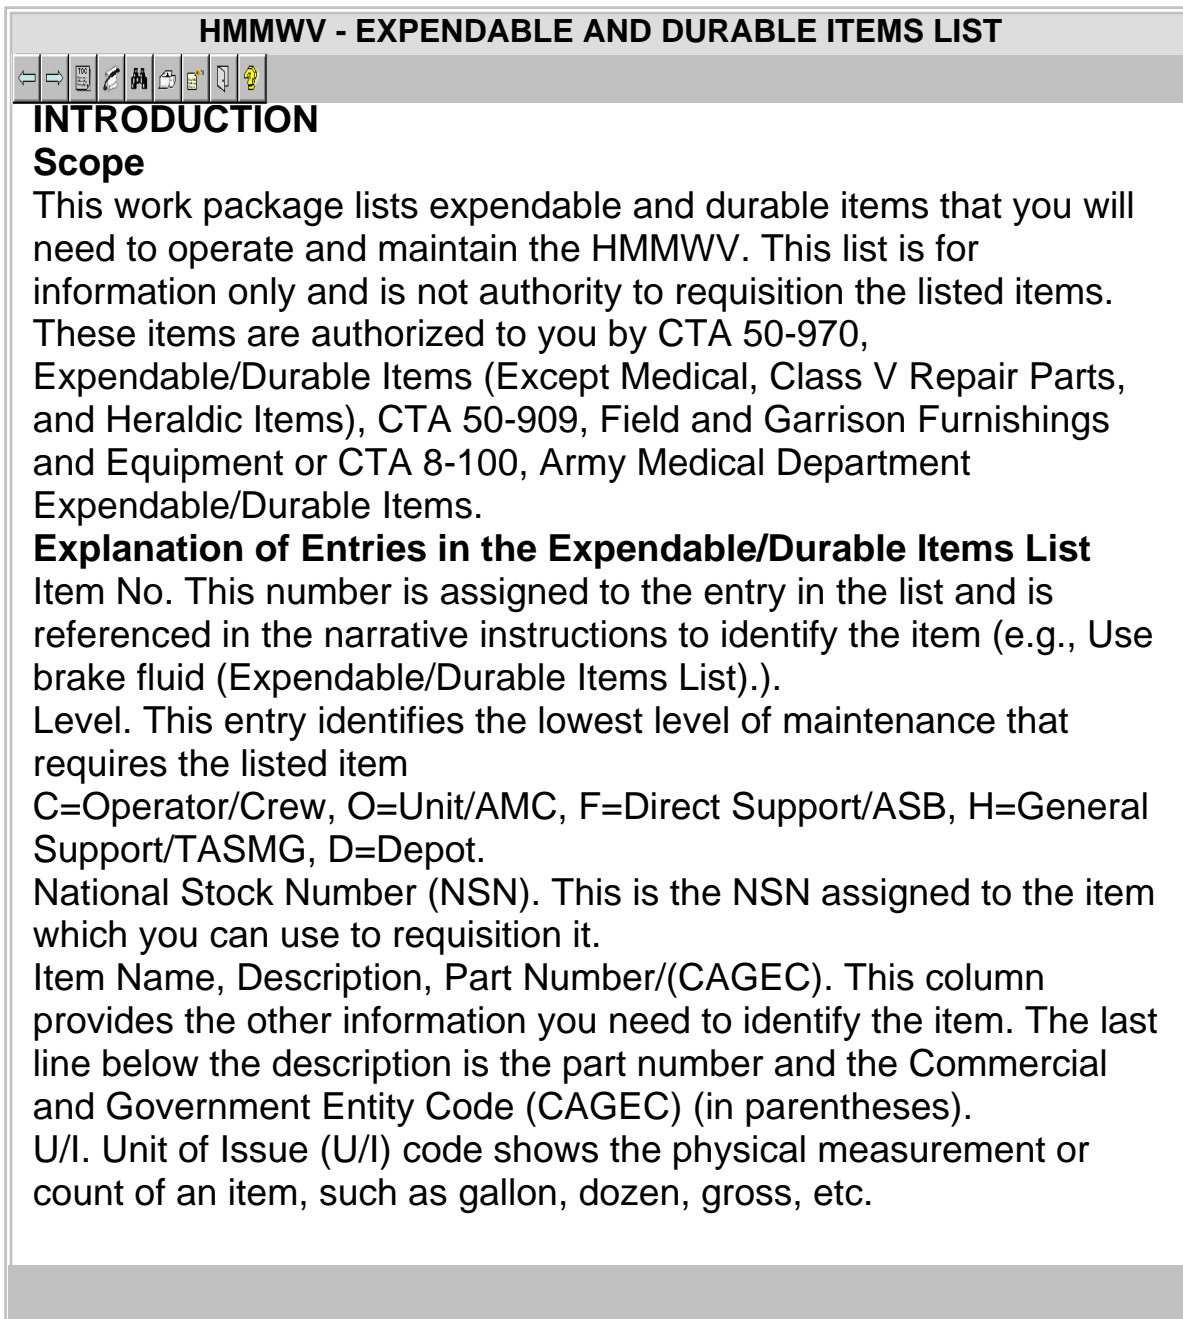 HMMWV - EXPENDABLE AND DURABLE ITEMS LIST
INTRODUCTION
Scope
This work package lists expendable and durable items that you will
need to operate and maintain the HMMWV. This list is for
information only and is not authority to requisition the listed items.
These items are authorized to you by CTA 50-970,
Expendable/Durable Items (Except Medical, Class V Repair Parts,
and Heraldic Items), CTA 50-909, Field and Garrison Furnishings
and Equipment or CTA 8-100, Army Medical Department
Expendable/Durable Items.
Explanation of Entries in the Expendable/Durable Items List
Item No. This number is assigned to the entry in the list and is
referenced in the narrative instructions to identify the item (e.g., Use
brake fluid (Expendable/Durable Items List).).
Level. This entry identifies the lowest level of maintenance that
requires the listed item
C=Operator/Crew, O=Unit/AMC, F=Direct Support/ASB, H=General
Support/TASMG, D=Depot.
National Stock Number (NSN). This is the NSN assigned to the item
which you can use to requisition it.
Item Name, Description, Part Number/(CAGEC). This column
provides the other information you need to identify the item. The last
line below the description is the part number and the Commercial
and Government Entity Code (CAGEC) (in parentheses).
U/I. Unit of Issue (U/I) code shows the physical measurement or
count of an item, such as gallon, dozen, gross, etc.